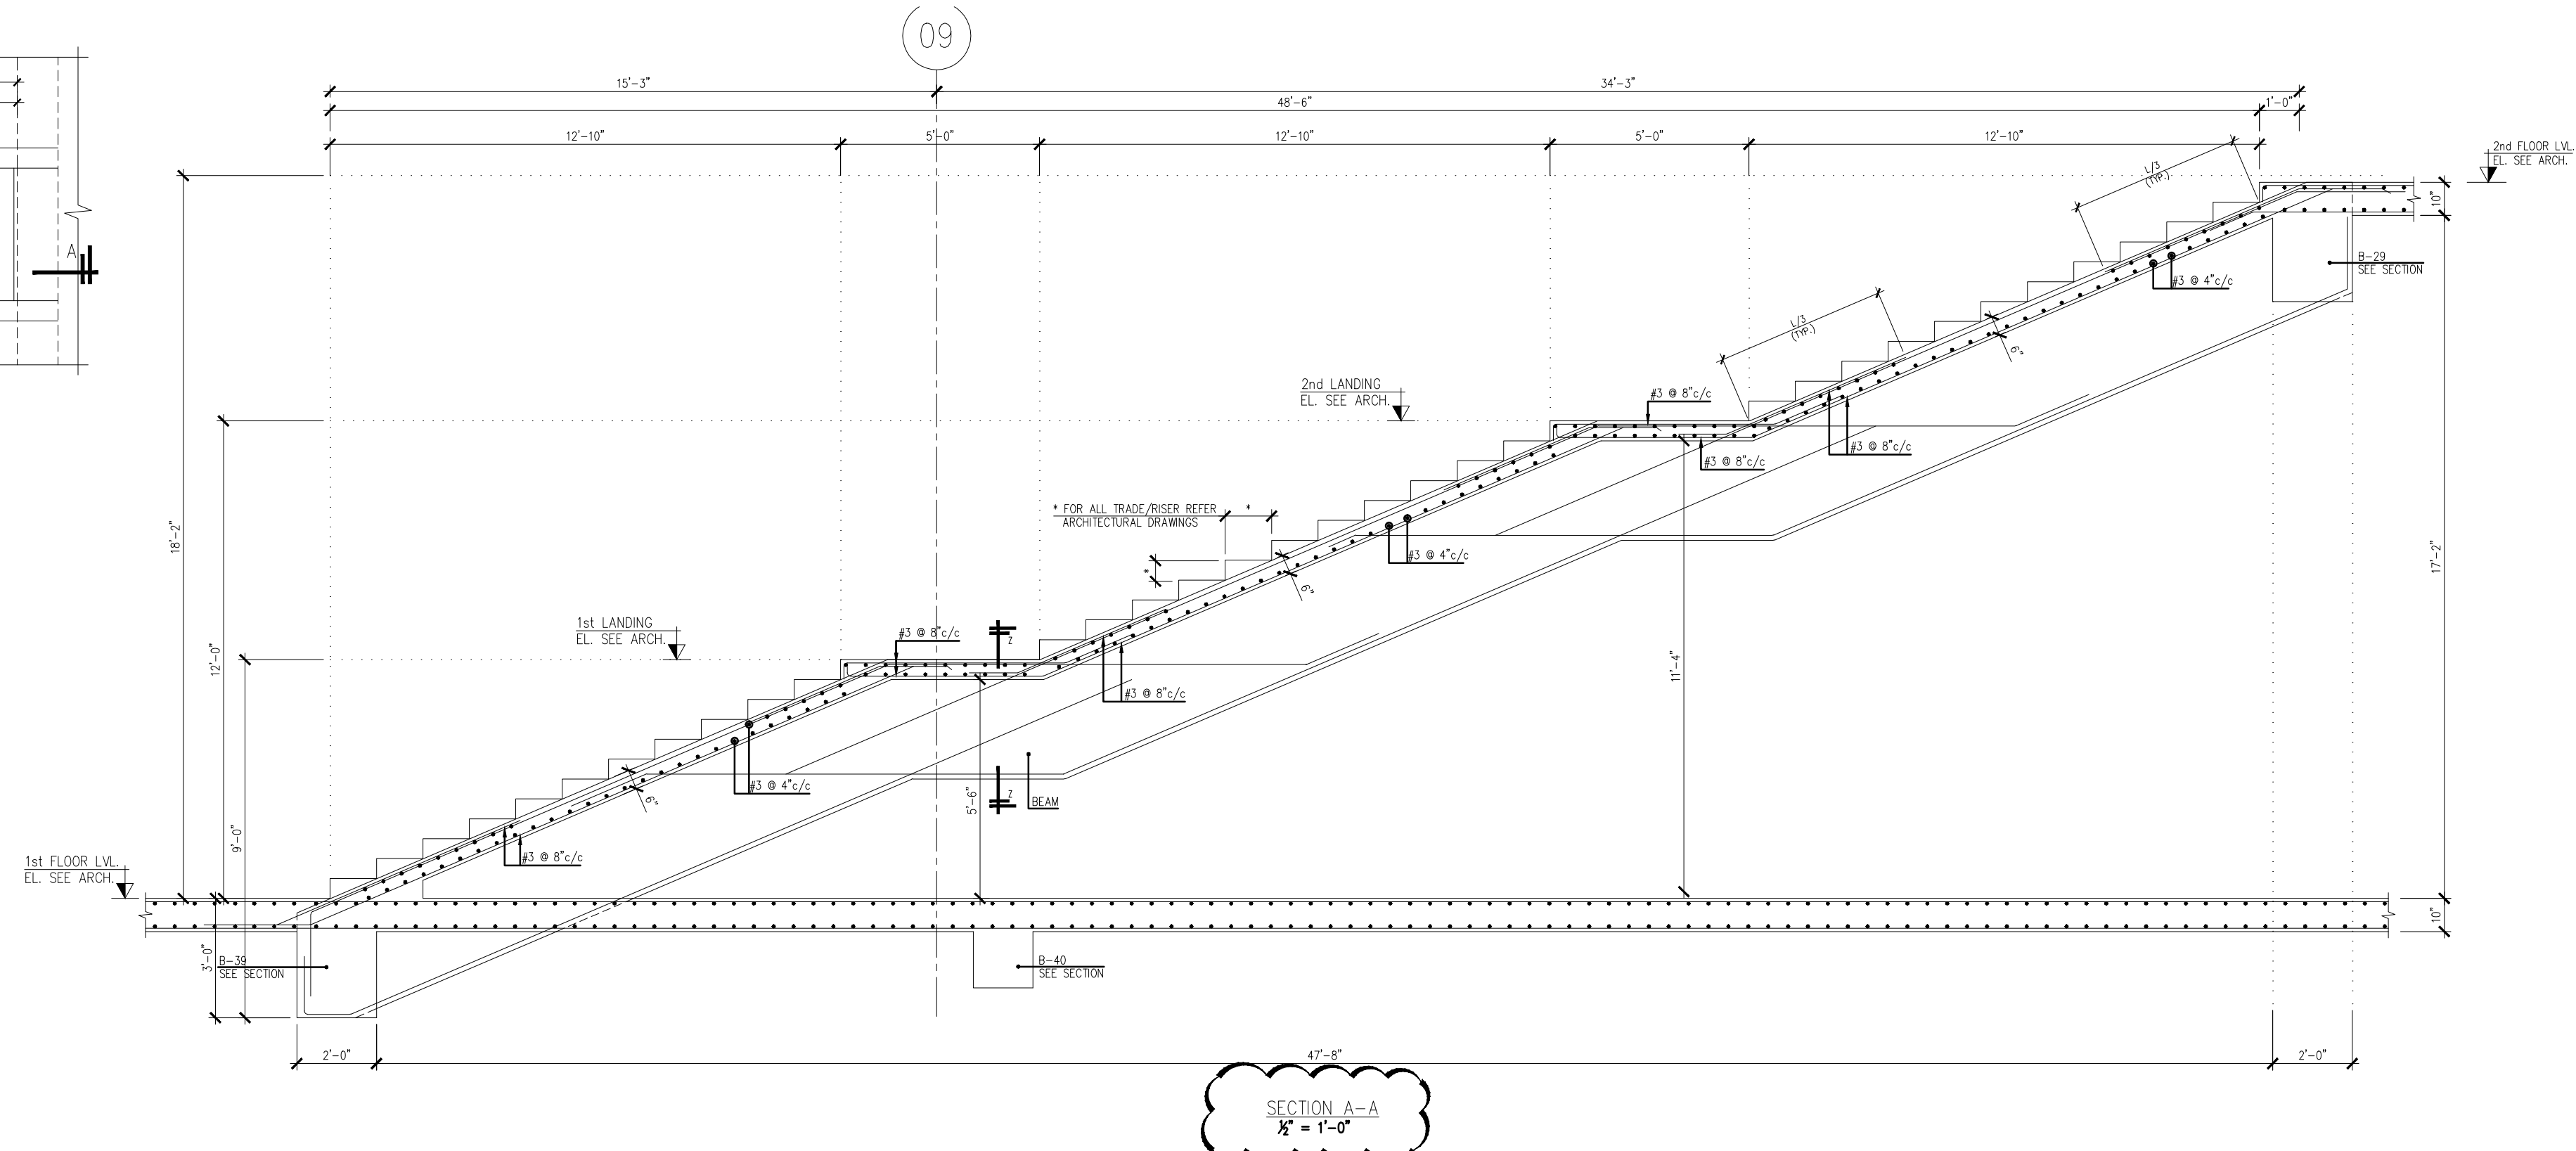 09
15'-3"
34'-3"
48'-6"
1'-0"
12'-10"
5'-0"
12'-10"
5'-0"
12'-10"
2nd FLOOR LVL.
EL. SEE ARCH.
L/3
(TYP.)
10"
A
B-29
SEE SECTION
#3 @ 4"c/c
L/3
(TYP.)
6"
2nd LANDING
EL. SEE ARCH.
#3 @ 8"c/c
#3 @ 8"c/c
#3 @ 8"c/c
* FOR ALL TRADE/RISER REFER
ARCHITECTURAL DRAWINGS
*
*
18'-2"
#3 @ 4"c/c
17'-2"
6"
1st LANDING
EL. SEE ARCH.
#3 @ 8"c/c
Z
12'-0"
11'-4"
#3 @ 8"c/c
#3 @ 4"c/c
6"
5'-6"
Z
BEAM
9'-0"
#3 @ 8"c/c
1st FLOOR LVL.
EL. SEE ARCH.
10"
3'-0"
B-39
SEE SECTION
B-40
SEE SECTION
2'-0"
47'-8"
2'-0"
SECTION A-A
½" = 1'-0"